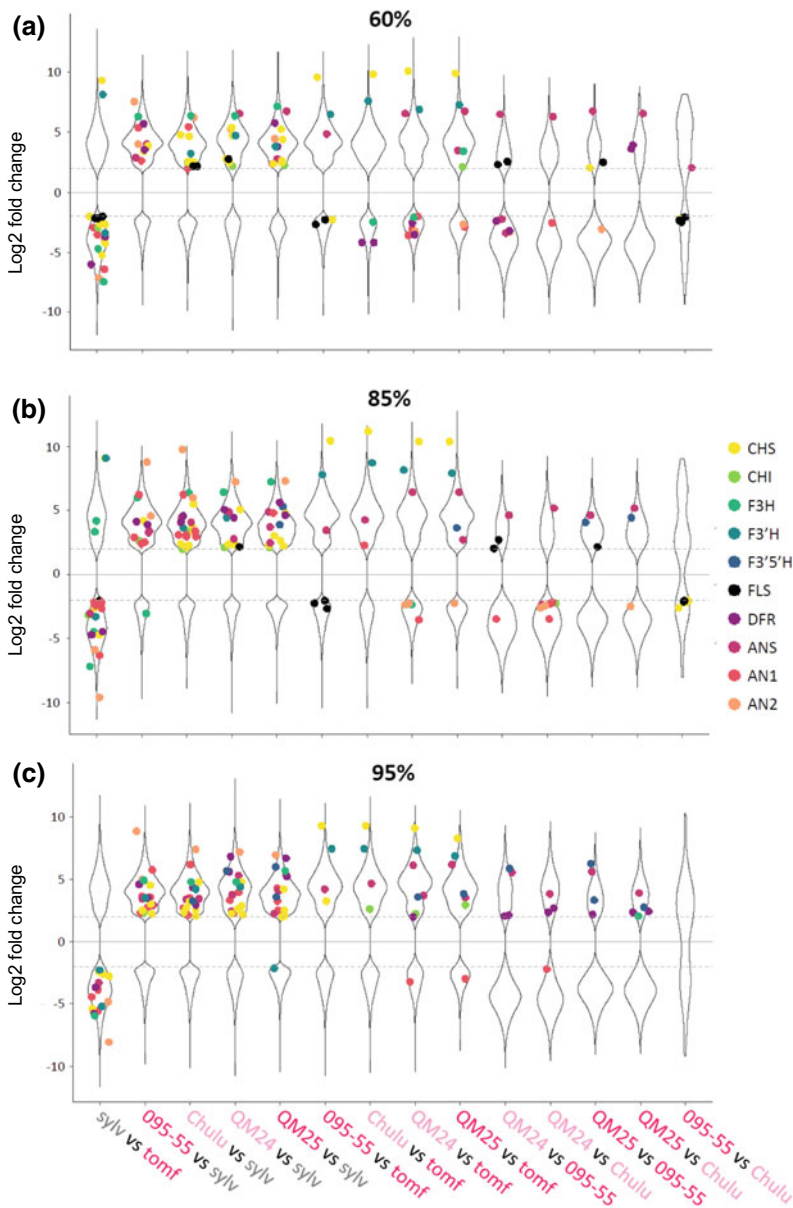 (a)
60%
Log2 fold change
10
5
0
-5
-10
(b)
85%
Log2 fold change
10
5
0
-5
-10
CHS
CHI
F3H
F3'H
F3'5'H
FLS
DFR
ANS
AN1
AN2
(c)
95%
Log2 fold change
10
5
0
-5
-10
sylv vs tomf
095-55 vs sylv
Chulu vs sylv
QM24 vs sylv
QM25 vs sylv
095-55 vs tomf
Chulu vs tomf
QM24 vs tomf
QM25 vs tomf
QM24 vs 095-55
QM24 vs Chulu
QM25 vs 095-55
QM25 vs Chulu
095-55 vs Chulu